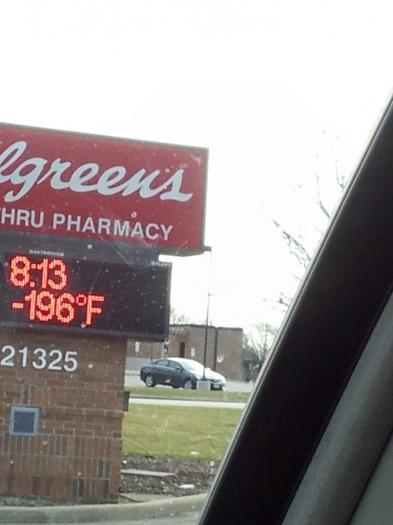 lgreens
HRU PHARMACY
8:13
-196°F
21325